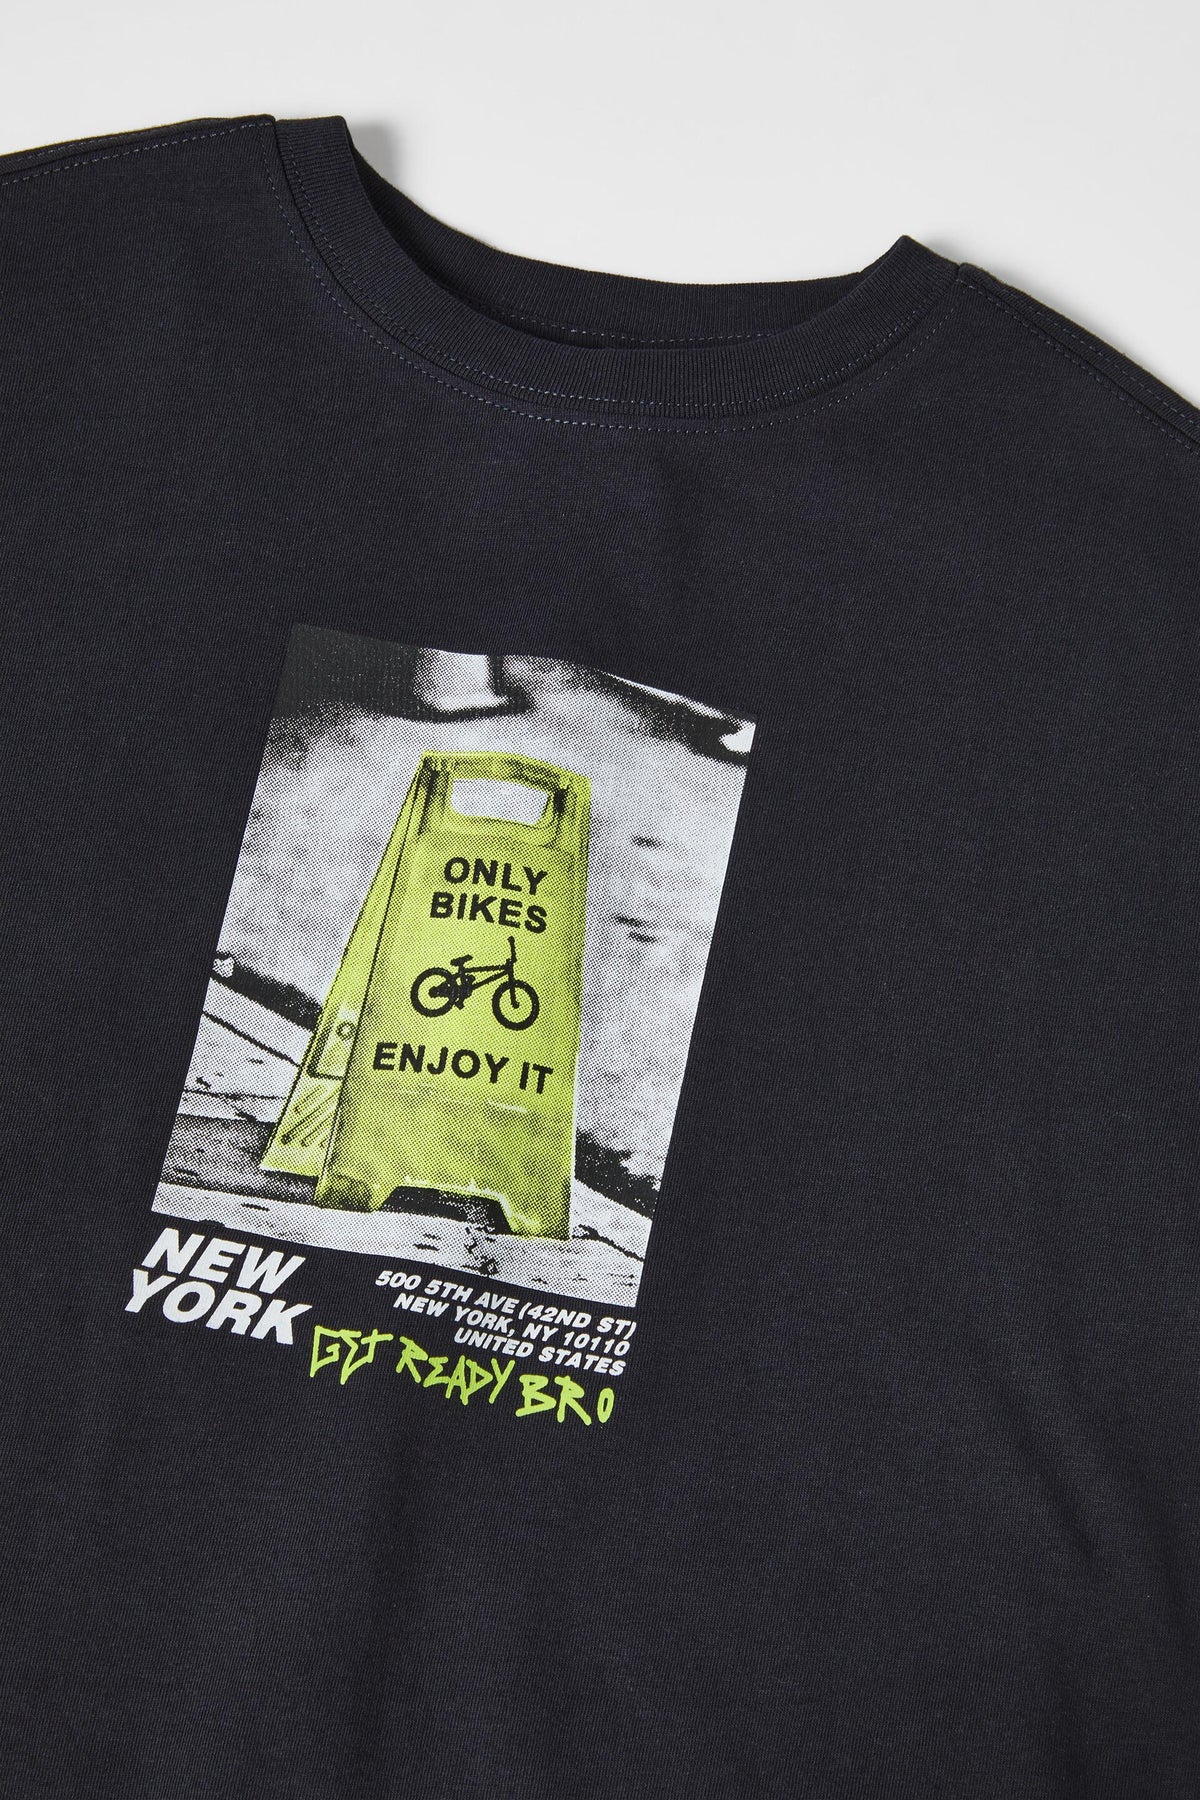 ONLY
BIKES
ENJOY IT
NEW
YORK
500 5TH AVE (42ND ST)
NEW YORK, NY 10110
UNITED STATES
GET READY BRO